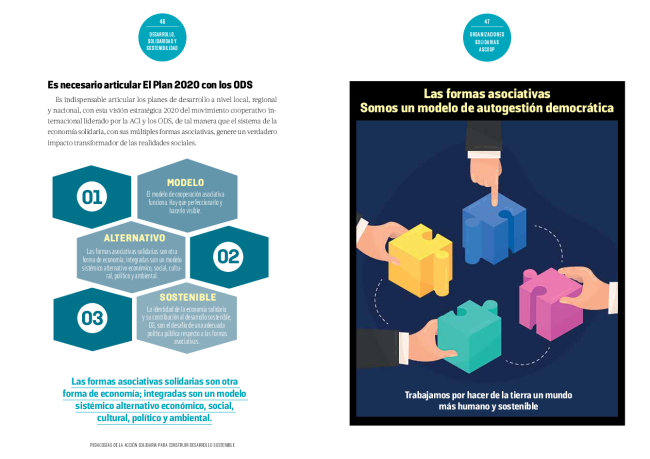 46
DESARROLLO,
SOLIDARIDAD Y
SOSTENIBILIDAD
Es necesario articular El Plan 2020 con los ODS
Es indispensable articular los planes de desarrollo a nivel local, regional
y nacional, con esta visión estratégica 2020 del movimiento cooperativo in-
ternacional liderado por la ACI y los ODS, de tal manera que el sistema de la
economía solidaria, con sus múltiples formas asociativas, genere un verdadero
impacto transformador de las realidades sociales.
01
MODELO
El modelo de cooperación asociativa
funciona. Hay que perfeccionarlo y
hacerlo visible.
ALTERNATIVO
Las formas asociativas solidarias son otra
forma de economía; integradas son un modelo
sistémico alternativo económico, social, cultu-
ral, político y ambiental.
02
03
SOSTENIBLE
La identidad de la economía solidaria
y su contribución al desarrollo sostenible,
DS, son el desafío de una adecuada
política pública respecto a las formas
asociativas.
Las formas asociativas solidarias son otra
forma de economía; integradas son un modelo
sistémico alternativo económico, social,
cultural, político y ambiental.
PEDAGOGÍAS DE LA ACCIÓN SOLIDARIA PARA CONSTRUIR DESARROLLO SOSTENIBLE
47
ORGANIZACIONES
SOLIDARIAS
ASCOOP
Las formas asociativas
Somos un modelo de autogestión democrática
Trabajamos por hacer de la tierra un mundo
más humano y sostenible